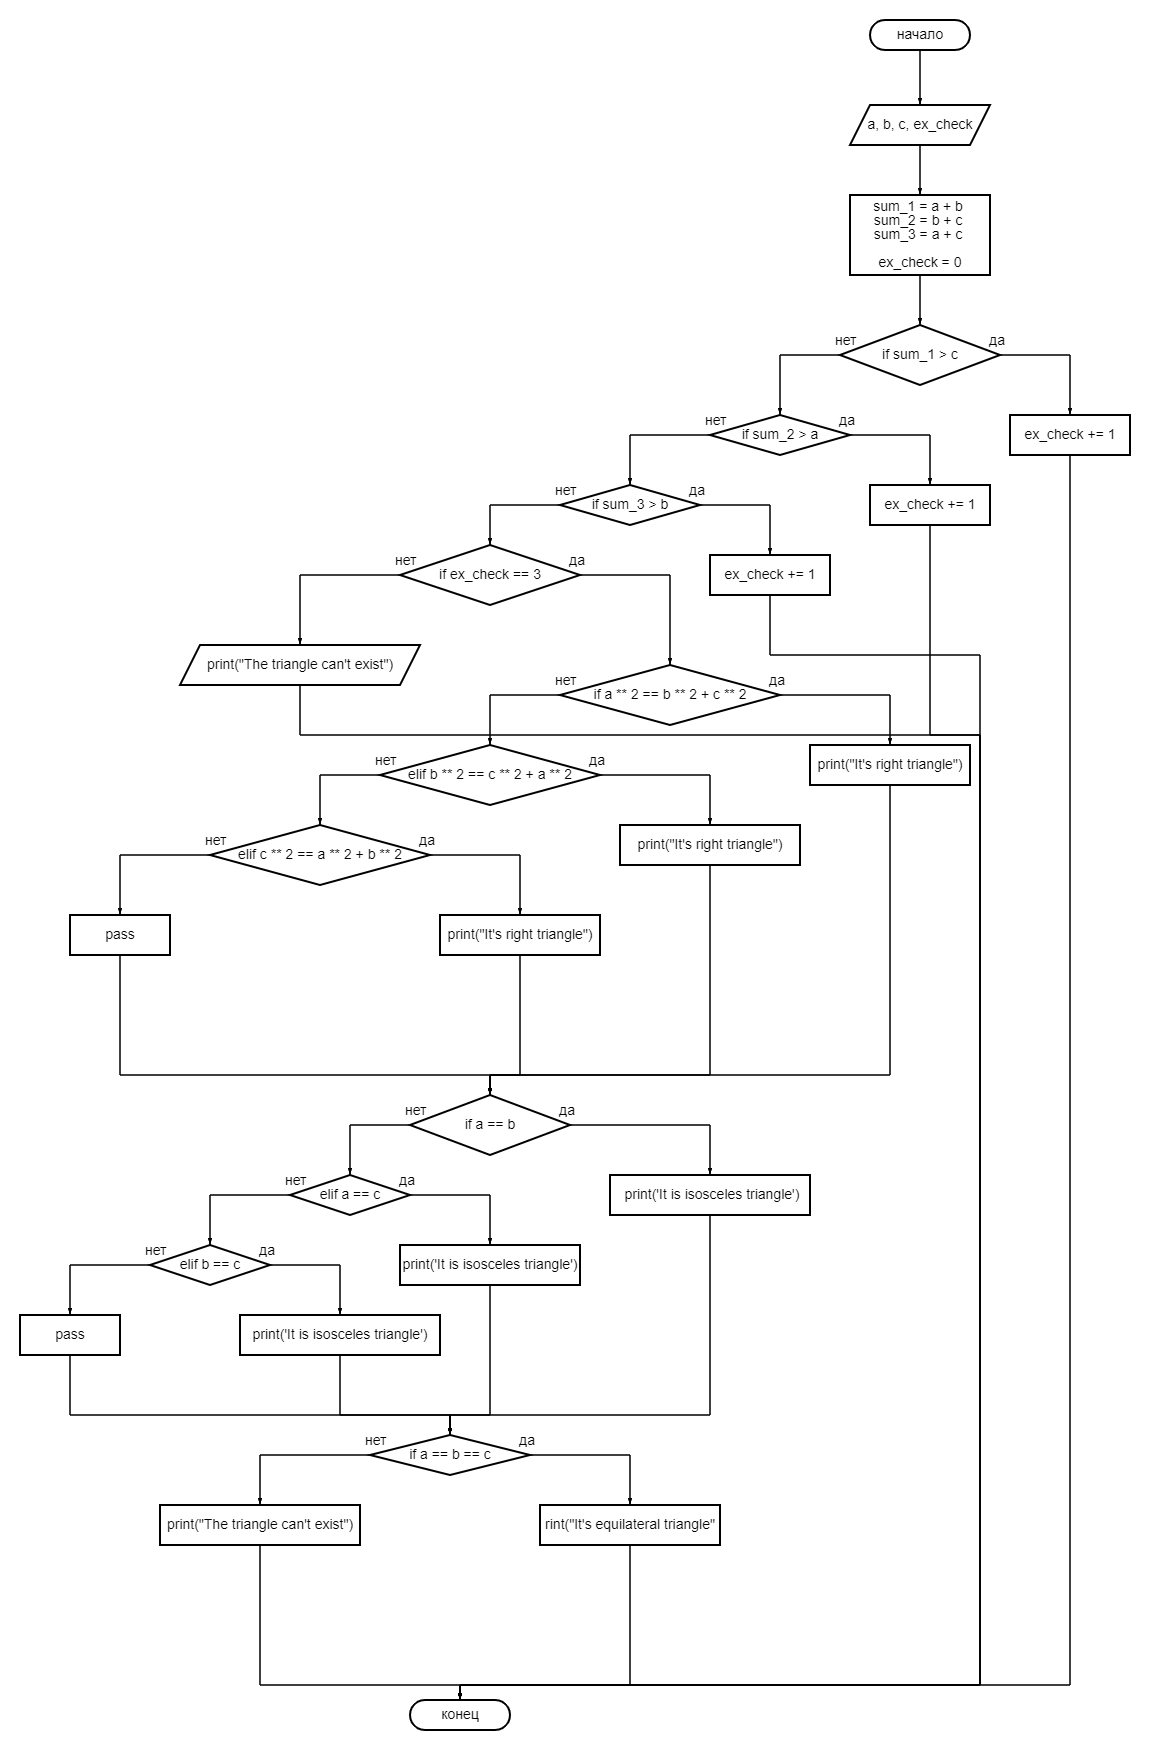 начало
a, b, c, ex_check
sum_1 = a + b
sum_2 = b + c
sum_3 = a + c
ex_check = 0
нет
if sum_1 > c
да
нет
if sum_2 > a
да
ex_check += 1
нет
if sum_3 > b
да
ex_check += 1
нет
if ex_check == 3
да
ex_check += 1
print("The triangle can't exist")
нет
if a ** 2 == b ** 2 + c ** 2
да
нет
elif b ** 2 == c ** 2 + a ** 2
да
print("It's right triangle")
нет
elif c ** 2 == a ** 2 + b ** 2
да
print("It's right triangle")
pass
print("It's right triangle")
нет
if a == b
да
нет
elif a == c
да
print('It is isosceles triangle')
нет
elif b == c
да
print('It is isosceles triangle')
pass
print('It is isosceles triangle')
нет
if a == b == c
да
print("The triangle can't exist")
rint("It's equilateral triangle"
конец